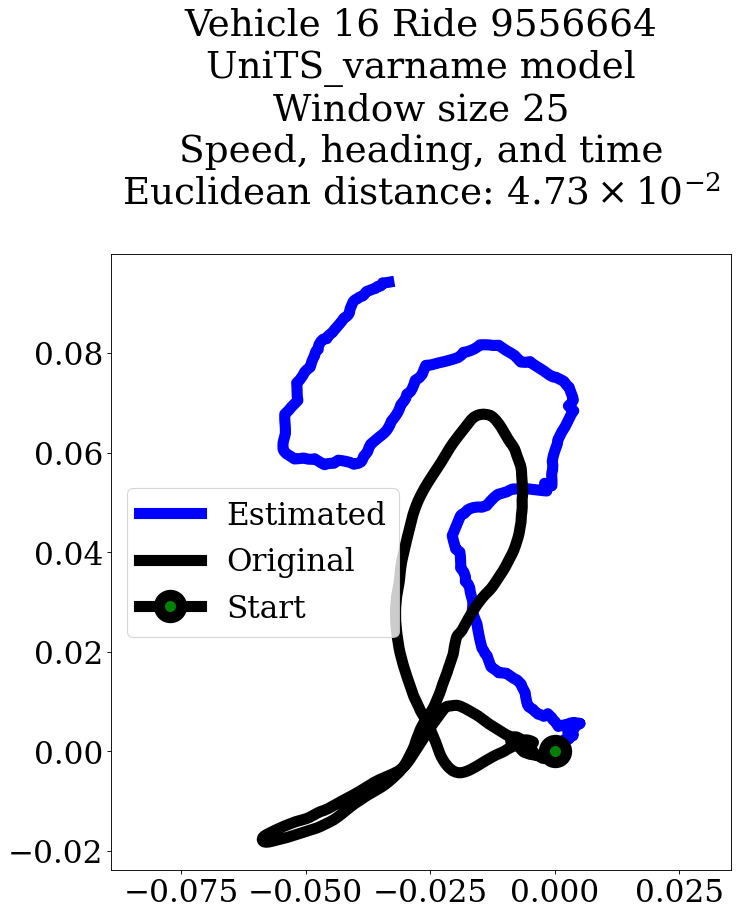 Vehicle 16 Ride 9556664
UniTS_varname model
Window size 25
Speed, heading, and time
Euclidean distance: 4.73 × 10⁻²
0.08
0.06
0.04
0.02
0.00
−0.02
Estimated
Original
Start
−0.075 −0.050 −0.025 0.000 0.025